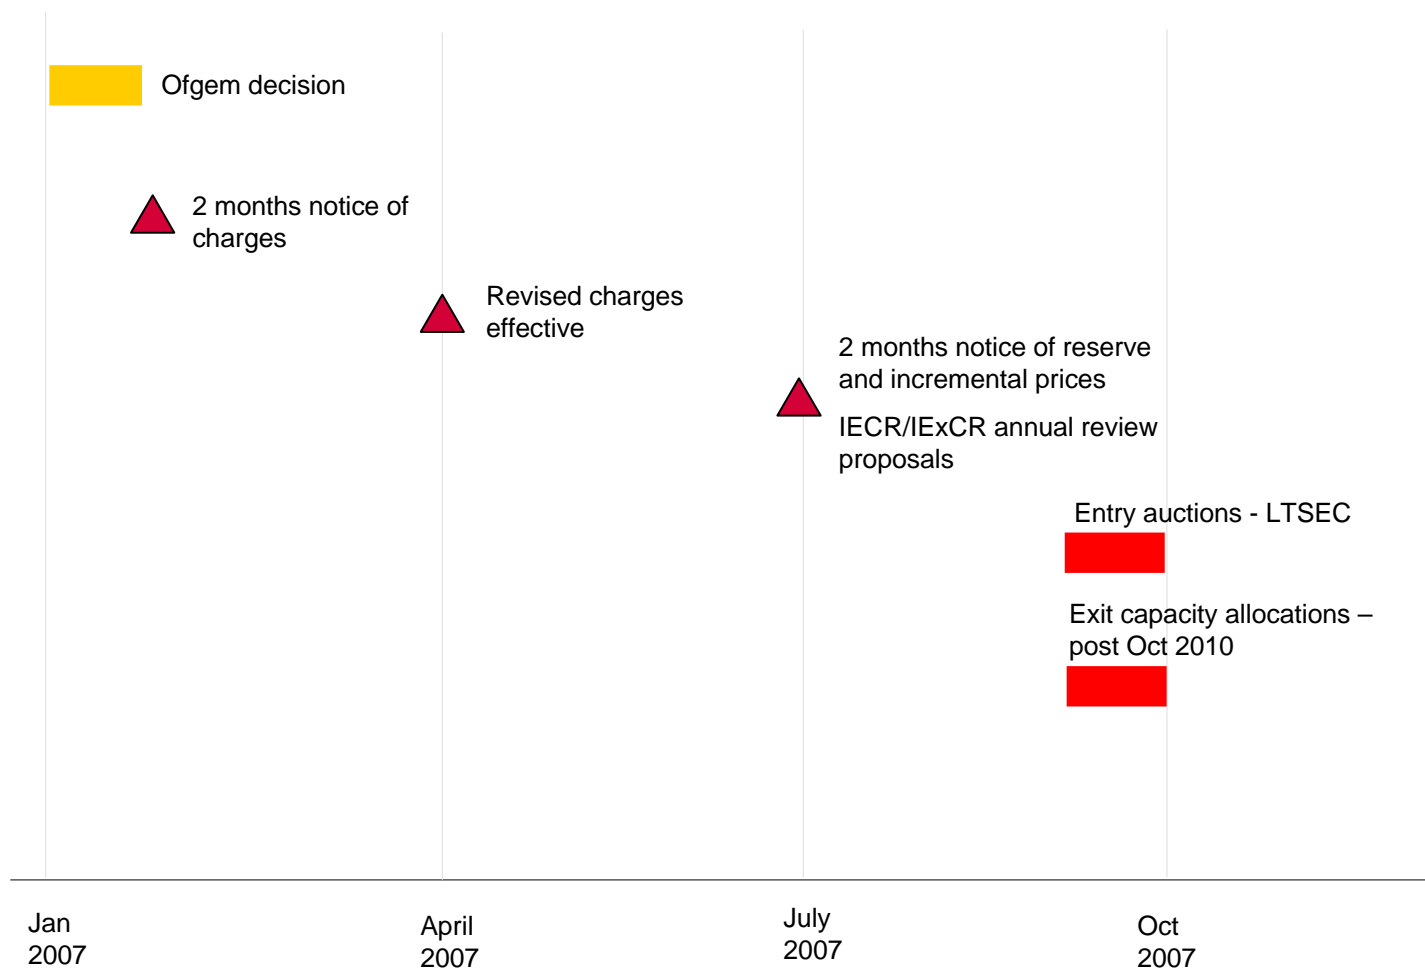 Ofgem decision
2 months notice of
charges
Revised charges
effective
2 months notice of reserve
and incremental prices
IECR/IExCR annual review
proposals
Entry auctions - LTSEC
Exit capacity allocations –
post Oct 2010
Jan
2007
April
2007
July
2007
Oct
2007